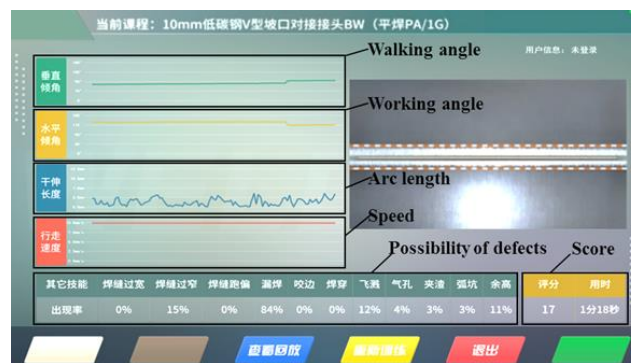 当前课程：10mm低碳钢V型坡口对接接头BW（平焊PA/1G）
Walking angle
用户信息：未登录
垂直倾角
Working angle
水平倾角
Arc length
干伸长度
Speed
行走速度
Possibility of defects
Score
其它技能 焊缝过宽 焊缝过窄 焊缝跑偏 漏焊 咬边 焊穿 飞溅 气孔 夹渣 弧坑 余高 评分 用时
出现率 0% 15% 0% 84% 0% 0% 12% 4% 3% 3% 11% 17 1分18秒
查看回放
退出